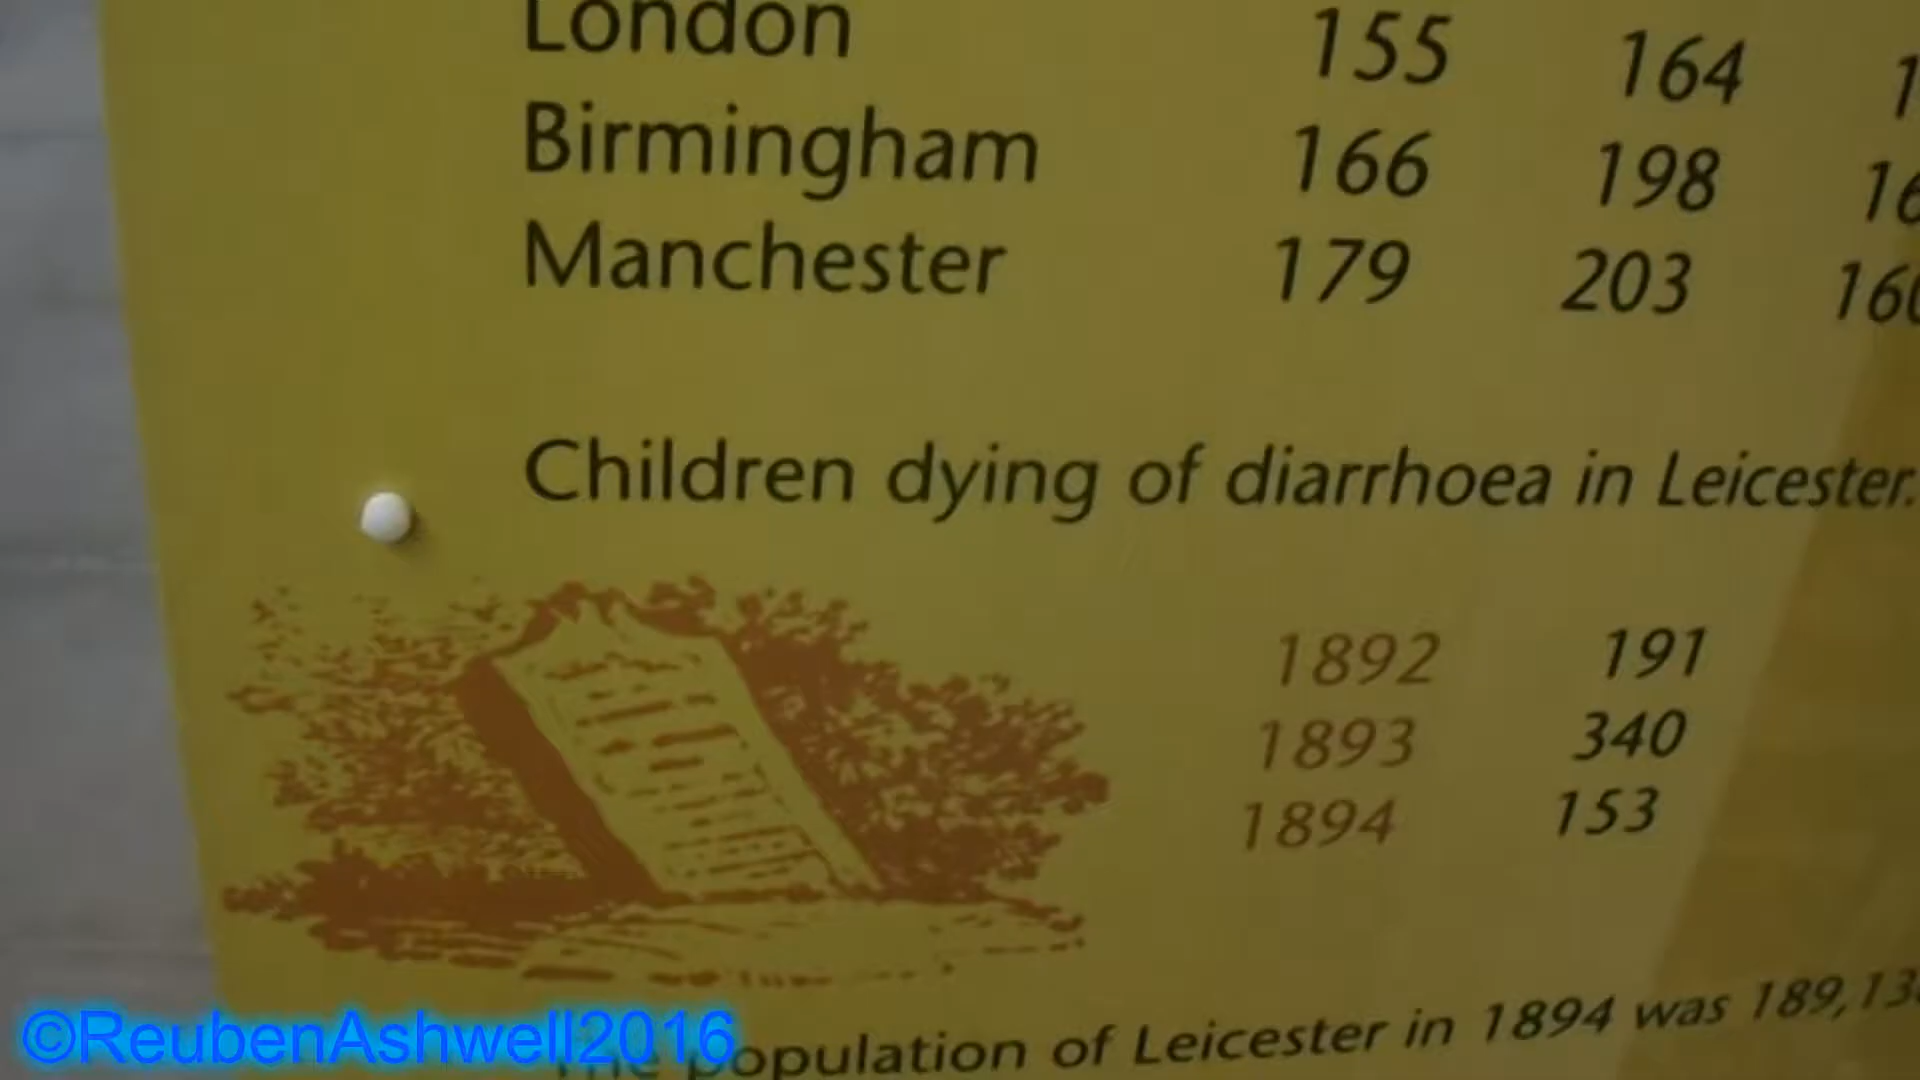 London 155 164
Birmingham 166 198
Manchester 179 203
Children dying of diarrhoea in Leicester.
1892 191
1893 340
1894 153
population of Leicester in 1894 was
©ReubenAshwell2016